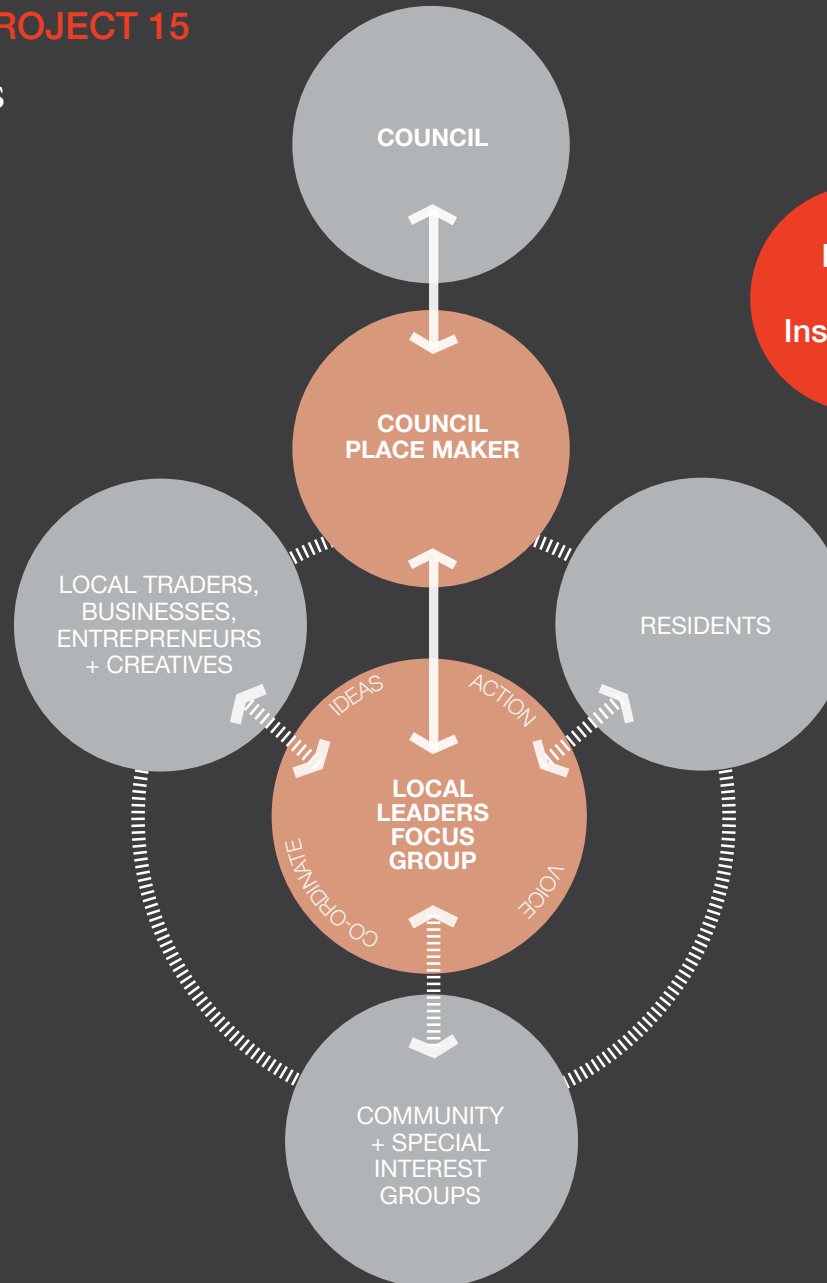 ROJECT 15
S
COUNCIL
Ins
COUNCIL
PLACE MAKER
LOCAL TRADERS,
BUSINESSES,
ENTREPRENEURS
+ CREATIVES
RESIDENTS
IDEAS
ACTION
LOCAL
LEADERS
FOCUS
GROUP
CO-ORDINATE
VOICE
COMMUNITY
+ SPECIAL
INTEREST
GROUPS